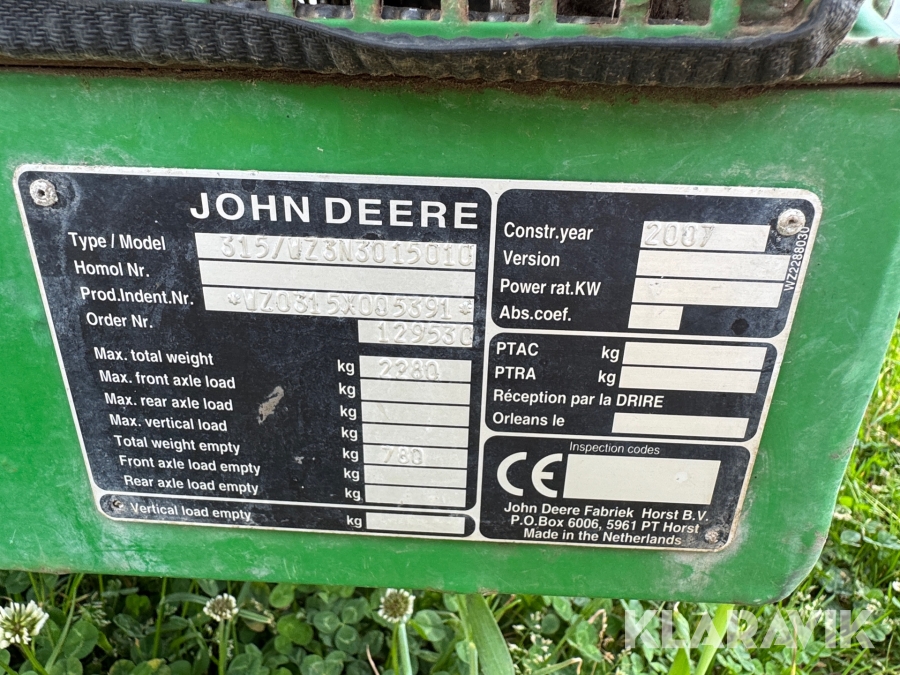 JOHN DEERE
Type / Model 315/WZ3N3015010
Homol Nr.
Prod.Indent.Nr. *WZ0315X005391*
Order Nr. 129530
Max. total weight kg 2280
Max. front axle load kg
Max. rear axle load kg
Max. vertical load kg
Total weight empty kg 780
Front axle load empty kg
Rear axle load empty
Vertical load empty kg
Constr.year 2007
Version
Power rat.KW
Abs.coef.
WZ2288030
PTAC kg
PTRA kg
Réception par la DRIRE
Orleans le
Inspection codes
CE
John Deere Fabriek Horst B.V.
P.O.Box 6006, 5961 PT Horst
Made in the Netherlands
KLARAVIK